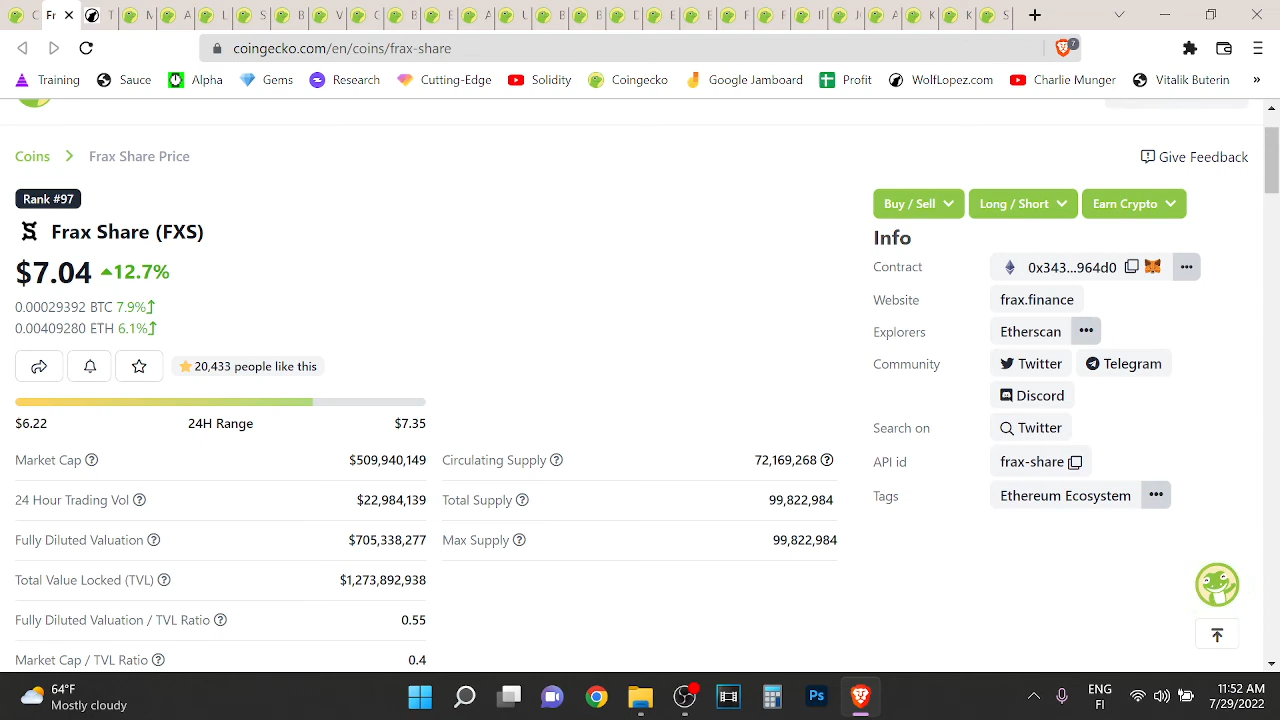 Fr
T
A
L
S
B
V
C
B
E
A
L
B
B
C
E
E
F
F
I
J
A
K
K
S
coingecko.com/en/coins/frax-share
7
Training
Sauce
Alpha
Gems
Research
Cutting-Edge
Solidity
Coingecko
Google Jamboard
Profit
WolfLopez.com
Charlie Munger
Vitalik Buterin
»
Coins
Frax Share Price
Give Feedback
Rank #97
Frax Share (FXS)
$7.04 12.7%
0.00029392 BTC 7.9%
0.00409280 ETH 6.1%
20,433 people like this
$6.22 24H Range $7.35
Market Cap $509,940,149
24 Hour Trading Vol $22,984,139
Fully Diluted Valuation $705,338,277
Total Value Locked (TVL) $1,273,892,938
Fully Diluted Valuation / TVL Ratio 0.55
Market Cap / TVL Ratio 0.4
Circulating Supply 72,169,268
Total Supply 99,822,984
Max Supply 99,822,984
Buy / Sell
Long / Short
Earn Crypto
Info
Contract 0x343...964d0
Website frax.finance
Explorers Etherscan
Community Twitter Telegram
Discord
Search on Twitter
API id frax-share
Tags Ethereum Ecosystem
64°F
Mostly cloudy
Ps
ENG
FI
11:52 AM
7/29/2022